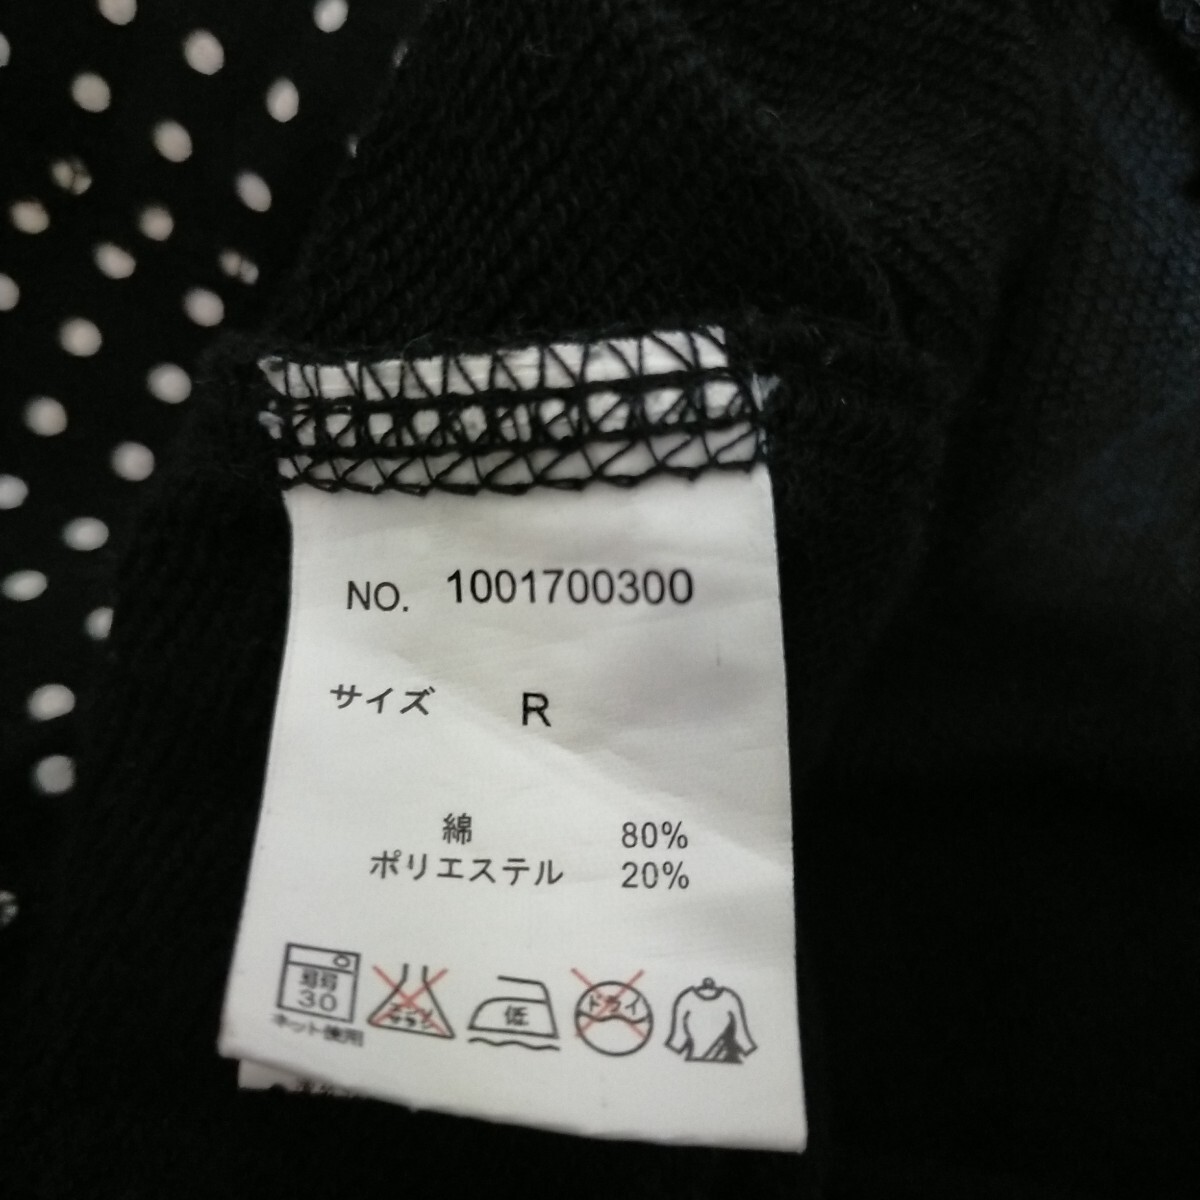 NO. 1001700300
サイズ R
綿 80%
ポリエステル 20%
弱 30 低 ドライ
ネット使用